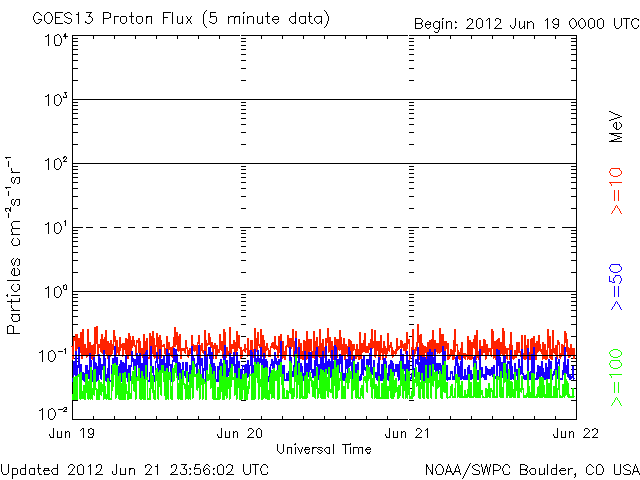 GOES13 Proton Flux (5 minute data)
Begin: 2012 Jun 19 0000 UTC
10⁴
10³
10²
10¹
10⁰
10⁻¹
10⁻²
Particles cm⁻²s⁻¹sr⁻¹
MeV
>=10
>=50
>=100
Jun 19
Jun 20
Jun 21
Jun 22
Universal Time
Updated 2012 Jun 21 23:56:02 UTC
NOAA/SWPC Boulder, CO USA